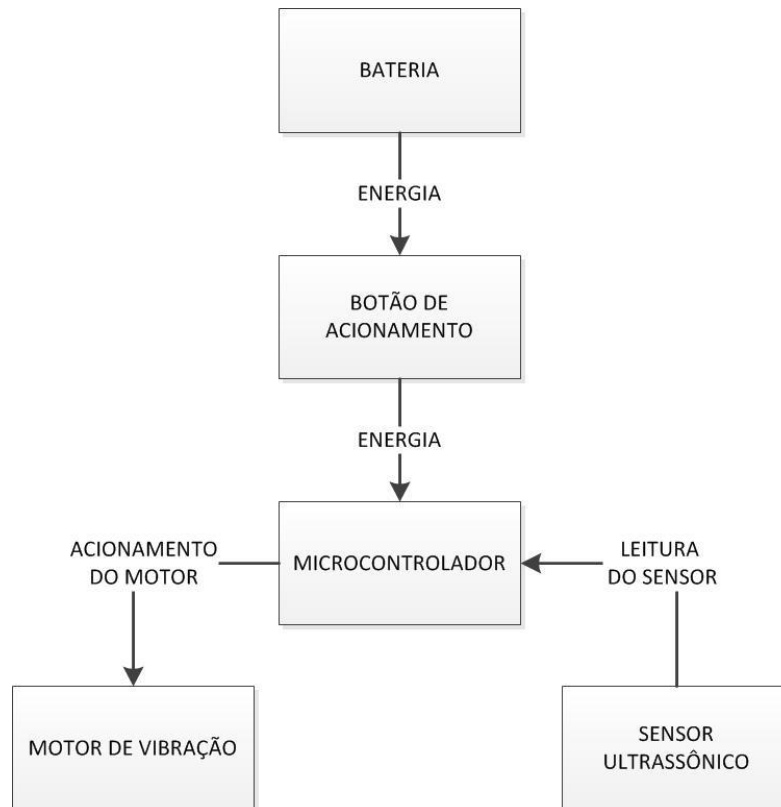 BATERIA
ENERGIA
BOTÃO DE
ACIONAMENTO
ENERGIA
MICROCONTROLADOR
ACIONAMENTO
DO MOTOR
LEITURA
DO SENSOR
MOTOR DE VIBRAÇÃO
SENSOR
ULTRASSÔNICO